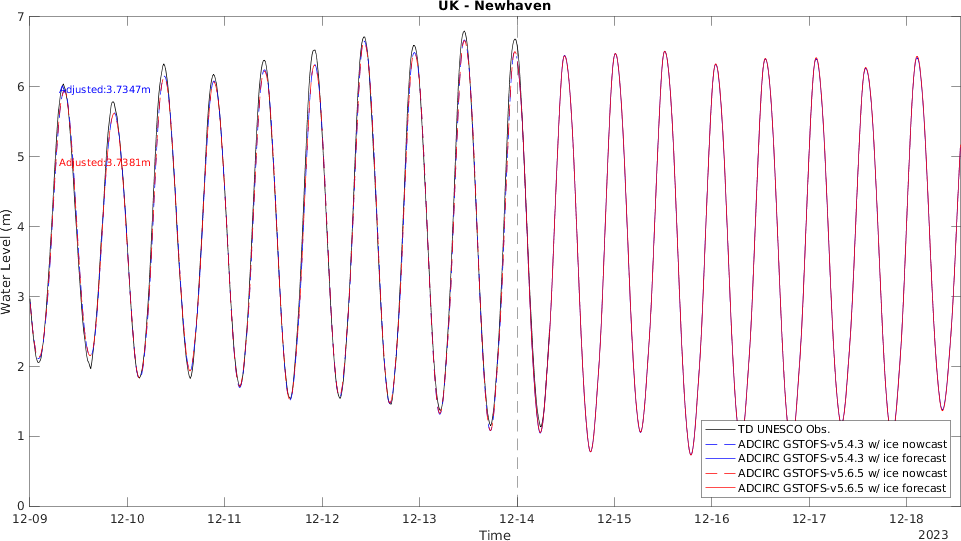 UK - Newhaven
7
6
5
4
3
2
1
0
Water Level (m)
Adjusted:3.7347m
Adjusted:3.7381m
TD UNESCO Obs.
ADCIRC GSTOFS-v5.4.3 w/ ice nowcast
ADCIRC GSTOFS-v5.4.3 w/ ice forecast
ADCIRC GSTOFS-v5.6.5 w/ ice nowcast
ADCIRC GSTOFS-v5.6.5 w/ ice forecast
12-09 12-10 12-11 12-12 12-13 12-14 12-15 12-16 12-17 12-18
Time
2023